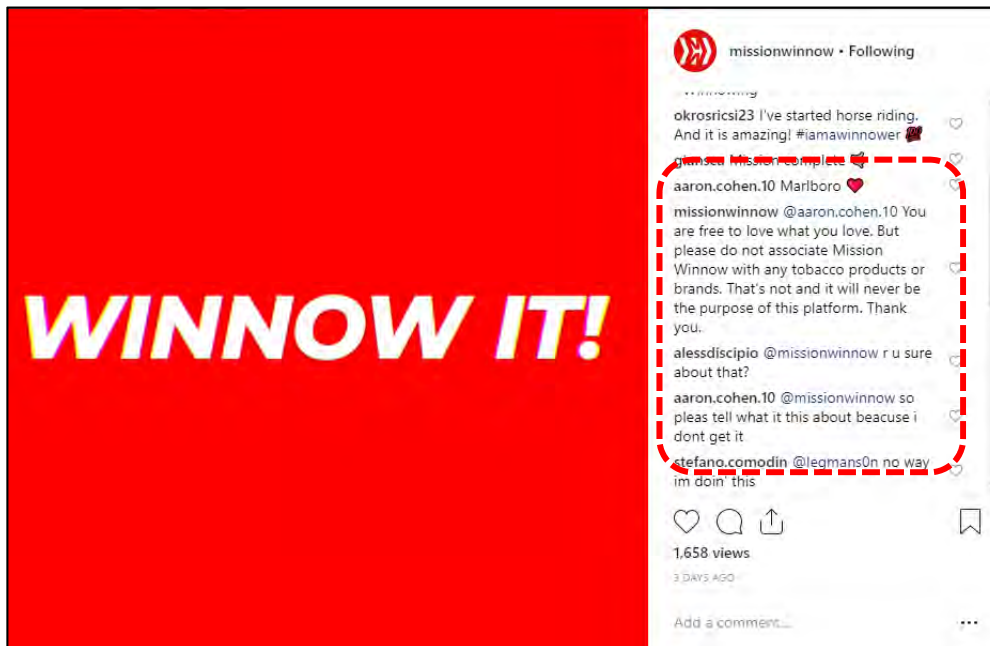 WINNOW IT!
missionwinnow • Following
Winnowing
okrosricsi23 I've started horse riding.
And it is amazing! #iamawinnower
Mission complete
aaron.cohen.10 Marlboro ❤
missionwinnow @aaron.cohen.10 You
are free to love what you love. But
please do not associate Mission
Winnow with any tobacco products or
brands. That's not and it will never be
the purpose of this platform. Thank
you.
alessdiscipio @missionwinnow r u sure
about that?
aaron.cohen.10 @missionwinnow so
pleas tell what it this about beacuse i
dont get it
stefano.comodin @legmans0n no way
im doin' this
1,658 views
3 DAYS AGO
Add a comment...